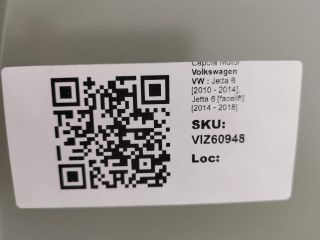 Capota Motor
Volkswagen
VW : Jetta 6
[2010 - 2014],
Jetta 6 [facelift]
[2014 - 2018]
SKU:
VIZ60948
Loc: